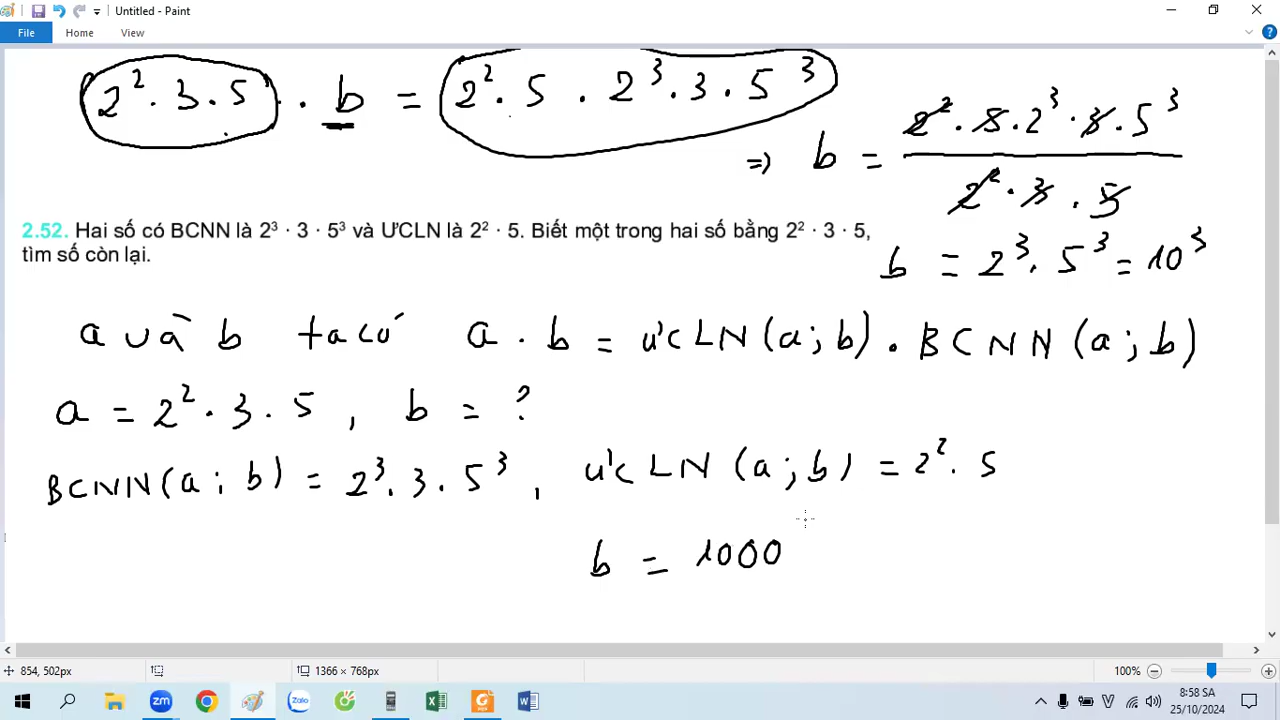 Untitled - Paint
File Home View
2² · 3 · 5 · b = 2² · 5 · 2³ · 3 · 5³
=> b = (2² · 5 · 2³ · 3 · 5³) / (2² · 3 · 5)
2.52. Hai số có BCNN là 2³ · 3 · 5³ và ƯCLN là 2² · 5. Biết một trong hai số bằng 2² · 3 · 5,
tìm số còn lại.
b = 2³ · 5³ = 10³
a và b ta có a · b = ƯCLN(a; b) · BCNN(a; b)
a = 2² · 3 · 5, b = ?
BCNN(a; b) = 2³ · 3 · 5³, ƯCLN(a; b) = 2² · 5
b = 1000
854, 502px 1366 × 768px 100%
zm Zalo V 8:58 SA
25/10/2024